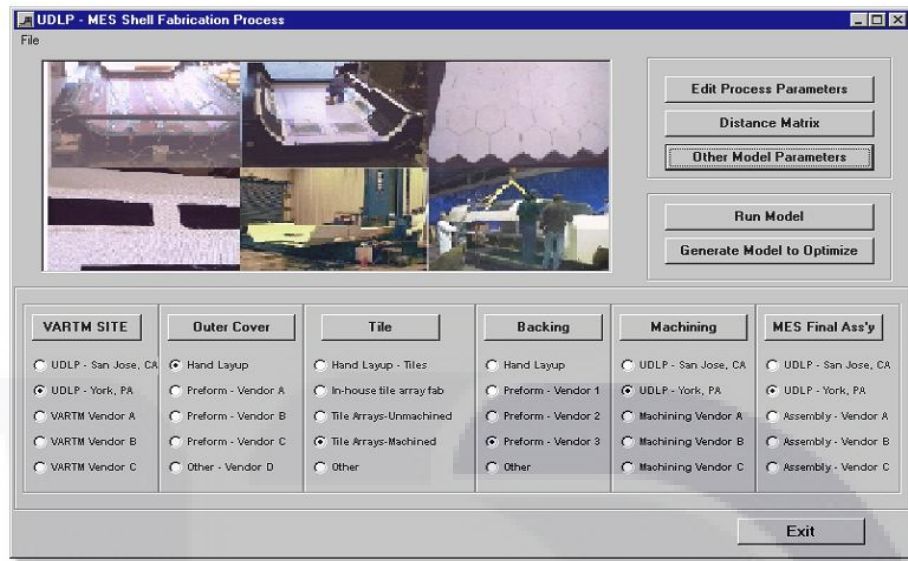 UDLP - MES Shell Fabrication Process
File
Edit Process Parameters
Distance Matrix
Other Model Parameters
Run Model
Generate Model to Optimize
VARTM SITE
UDLP - San Jose, CA
UDLP - York, PA
VARTM Vendor A
VARTM Vendor B
VARTM Vendor C
Outer Cover
Hand Layup
Preform - Vendor A
Preform - Vendor B
Preform - Vendor C
Other - Vendor D
Tile
Hand Layup - Tiles
In-house tile array fab
Tile Arrays-Unmachined
Tile Arrays-Machined
Other
Backing
Hand Layup
Preform - Vendor 1
Preform - Vendor 2
Preform - Vendor 3
Other
Machining
UDLP - San Jose, CA
UDLP - York, PA
Machining Vendor A
Machining Vendor B
Machining Vendor C
MES Final Ass'y
UDLP - San Jose, CA
UDLP - York, PA
Assembly - Vendor A
Assembly - Vendor B
Assembly - Vendor C
Exit